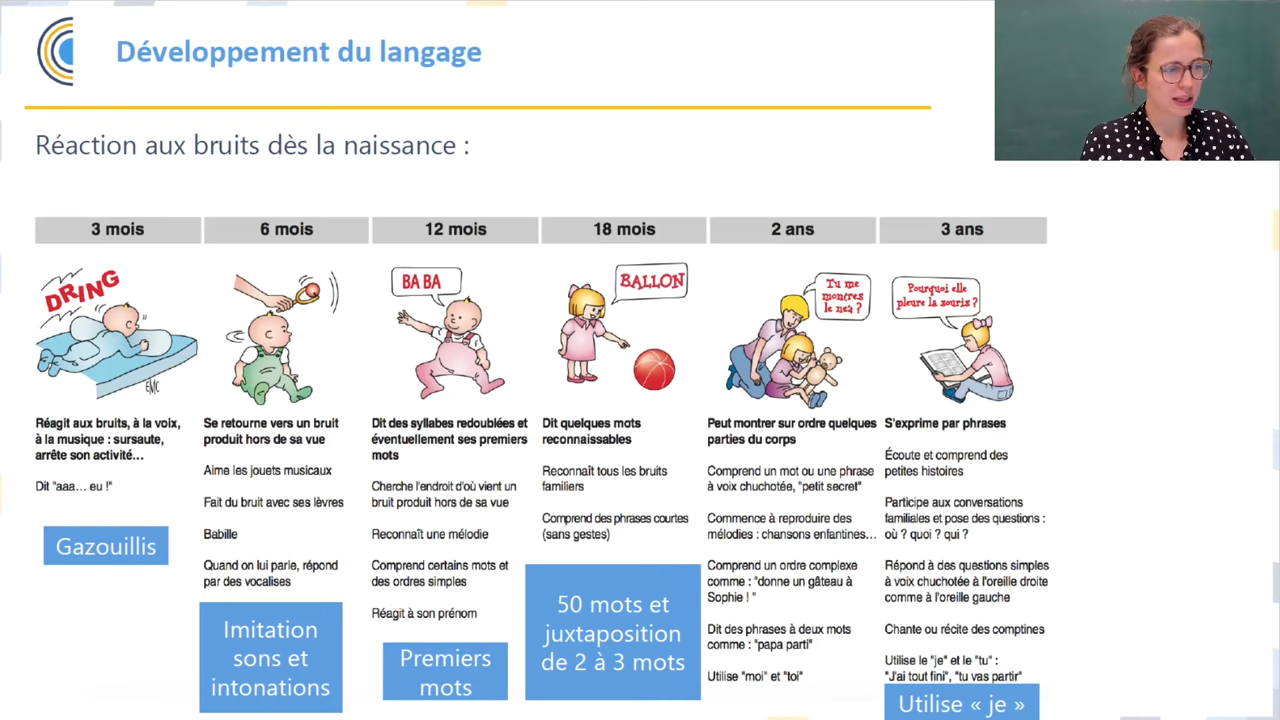 Développement du langage
Réaction aux bruits dès la naissance :
3 mois
6 mois
12 mois
18 mois
2 ans
3 ans
DRING
EMC
BA BA
BALLON
Tu me
montres
le nez ?
Pourquoi elle
pleure la souris ?
Réagit aux bruits, à la voix,
à la musique : sursaute,
arrête son activité...
Dit "aaa... eu !"
Gazouillis
Se retourne vers un bruit
produit hors de sa vue
Aime les jouets musicaux
Fait du bruit avec ses lèvres
Babille
Quand on lui parle, répond
par des vocalises
Imitation
sons et
intonations
Dit des syllabes redoublées et
éventuellement ses premiers
mots
Cherche l'endroit d'où vient un
bruit produit hors de sa vue
Reconnaît une mélodie
Comprend certains mots et
des ordres simples
Réagit à son prénom
Premiers
mots
Dit quelques mots
reconnaissables
Reconnaît tous les bruits
familiers
Comprend des phrases courtes
(sans gestes)
50 mots et
juxtaposition
de 2 à 3 mots
Peut montrer sur ordre quelques
parties du corps
Comprend un mot ou une phrase
à voix chuchotée, "petit secret"
Commence à reproduire des
mélodies : chansons enfantines...
Comprend un ordre complexe
comme : "donne un gâteau à
Sophie ! "
Dit des phrases à deux mots
comme : "papa parti"
Utilise "moi" et "toi"
S'exprime par phrases
Écoute et comprend des
petites histoires
Participe aux conversations
familiales et pose des questions :
où ? quoi ? qui ?
Répond à des questions simples
à voix chuchotée à l'oreille droite
comme à l'oreille gauche
Chante ou récite des comptines
Utilise le "je" et le "tu" :
"J'ai tout fini", "tu vas partir"
Utilise « je »